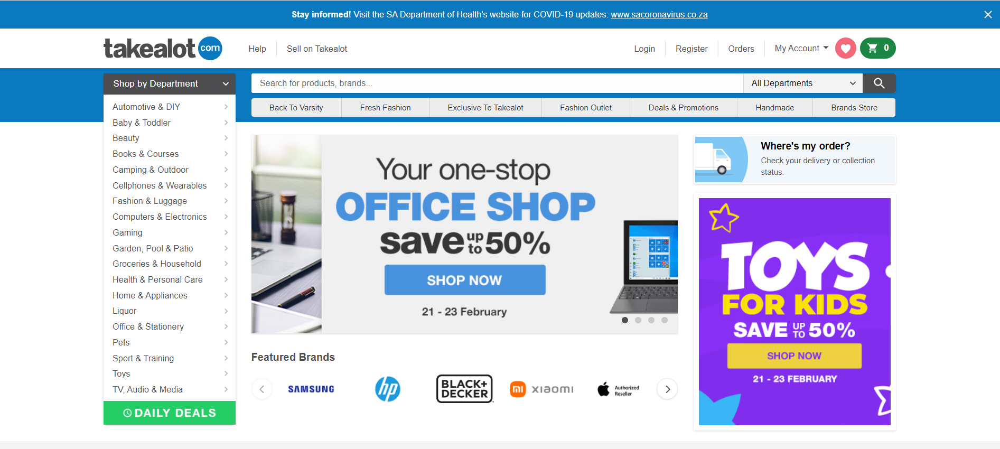 Stay informed! Visit the SA Department of Health's website for COVID-19 updates: www.sacoronavirus.co.za
takealot com
Help
Sell on Takealot
Login
Register
Orders
My Account
0
Shop by Department
Search for products, brands...
All Departments
Back To Varsity
Fresh Fashion
Exclusive To Takealot
Fashion Outlet
Deals & Promotions
Handmade
Brands Store
Automotive & DIY
Baby & Toddler
Beauty
Books & Courses
Camping & Outdoor
Cellphones & Wearables
Fashion & Luggage
Computers & Electronics
Gaming
Garden, Pool & Patio
Groceries & Household
Health & Personal Care
Home & Appliances
Liquor
Office & Stationery
Pets
Sport & Training
Toys
TV, Audio & Media
DAILY DEALS
Your one-stop
OFFICE SHOP
save up to 50%
SHOP NOW
21 - 23 February
Where's my order?
Check your delivery or collection
status.
TOYS
FOR KIDS
SAVE UP TO 50%
SHOP NOW
21 - 23 FEBRUARY
Featured Brands
SAMSUNG
hp
BLACK+
DECKER
mi xiaomi
Authorized
Reseller